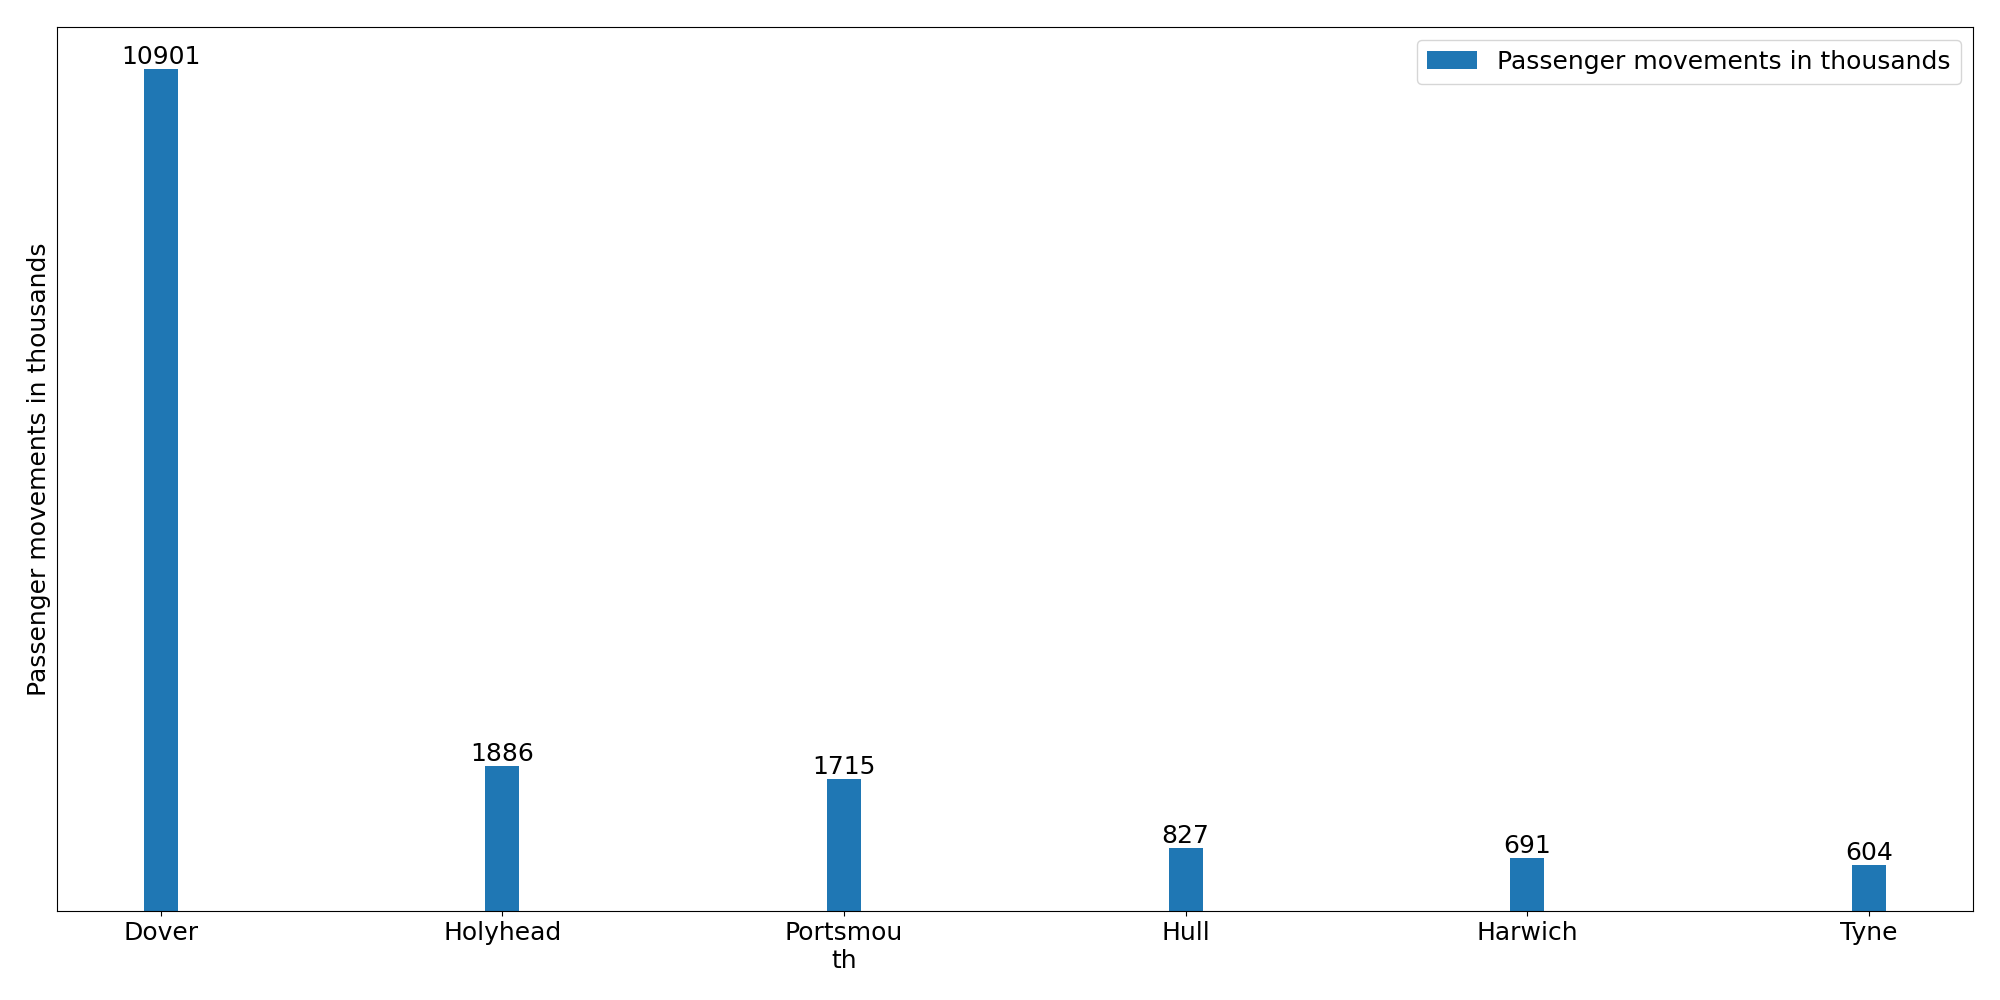 10901
Passenger movements in thousands
Passenger movements in thousands
1886
1715
827
691
604
Dover
Holyhead
Portsmou
th
Hull
Harwich
Tyne